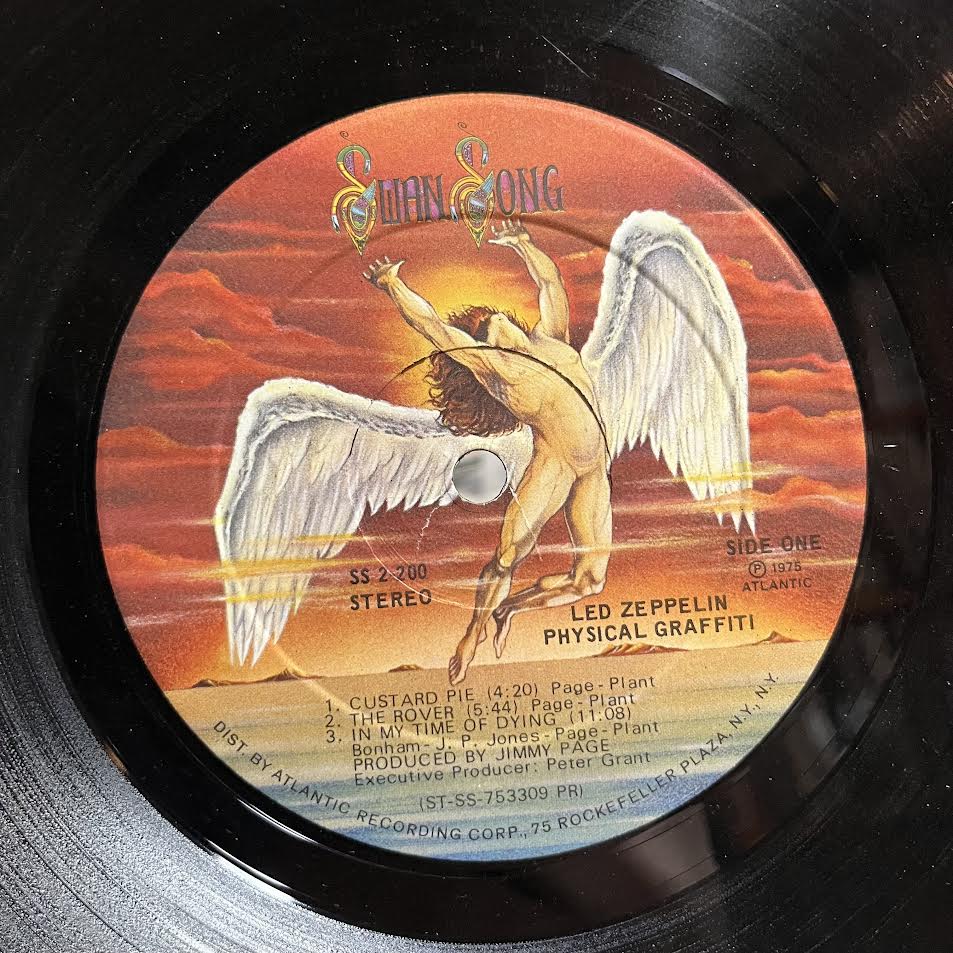 SWAN SONG
SIDE ONE
Ⓟ 1975
ATLANTIC
SS 2-200
STEREO
LED ZEPPELIN
PHYSICAL GRAFFITI
1. CUSTARD PIE (4:20) Page-Plant
2. THE ROVER (5:44) Page-Plant
3. IN MY TIME OF DYING (11:08)
Bonham-J. P. Jones-Page-Plant
PRODUCED BY JIMMY PAGE
Executive Producer: Peter Grant
(ST-SS-753309 PR)
DIST BY ATLANTIC RECORDING CORP., 75 ROCKEFELLER PLAZA, N.Y., N.Y.